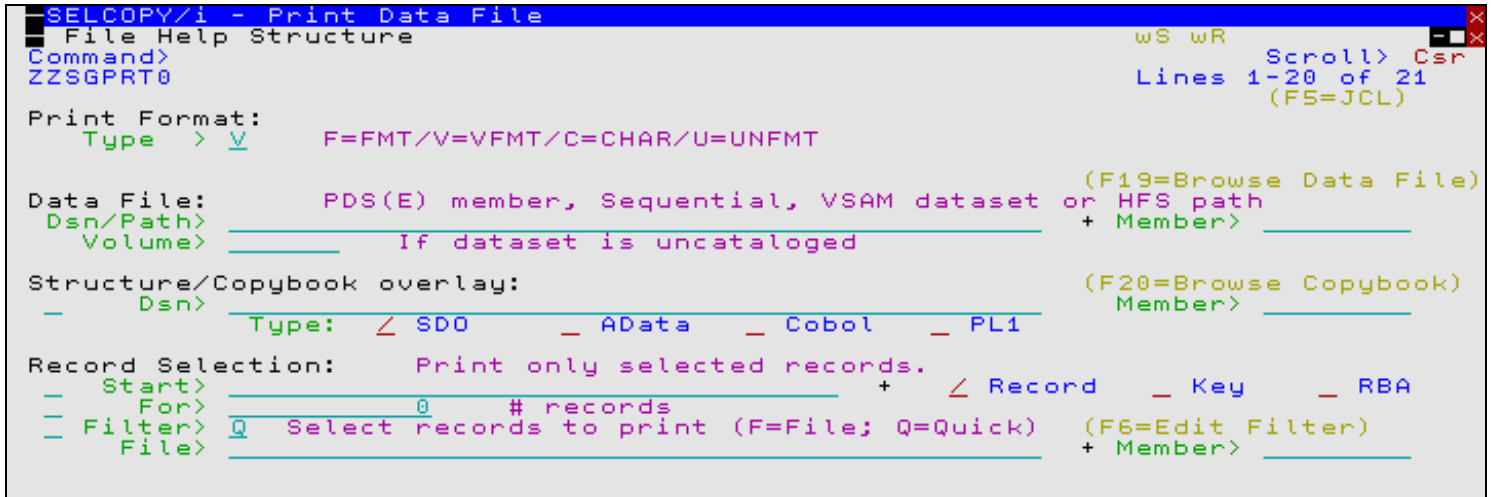 SELCOPY/i - Print Data File
File Help Structure wS wR
Command> Scroll> Csr
ZZSGPRT0 Lines 1-20 of 21
(F5=JCL)
Print Format:
Type > V F=FMT/V=VFMT/C=CHAR/U=UNFMT
(F19=Browse Data File)
Data File: PDS(E) member, Sequential, VSAM dataset or HFS path
Dsn/Path> + Member>
Volume> If dataset is uncataloged
Structure/Copybook overlay: (F20=Browse Copybook)
Dsn> Member>
Type: / SDO _ AData _ Cobol _ PL1
Record Selection: Print only selected records.
Start> + / Record _ Key _ RBA
For> 0 # records
Filter> Q Select records to print (F=File; Q=Quick) (F6=Edit Filter)
File> + Member>